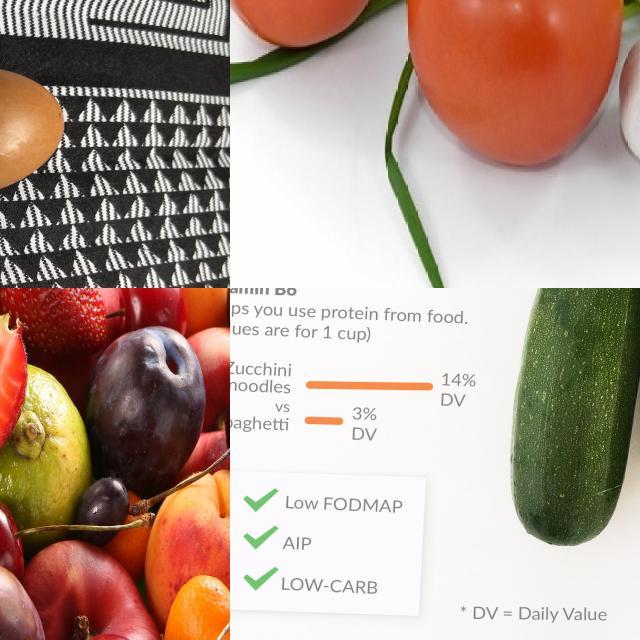 ps you use protein from food.
ues are for 1 cup)
Zucchini
noodles
14%
DV
vs
paghetti
3%
DV
Low FODMAP
AIP
LOW-CARB
* DV = Daily Value